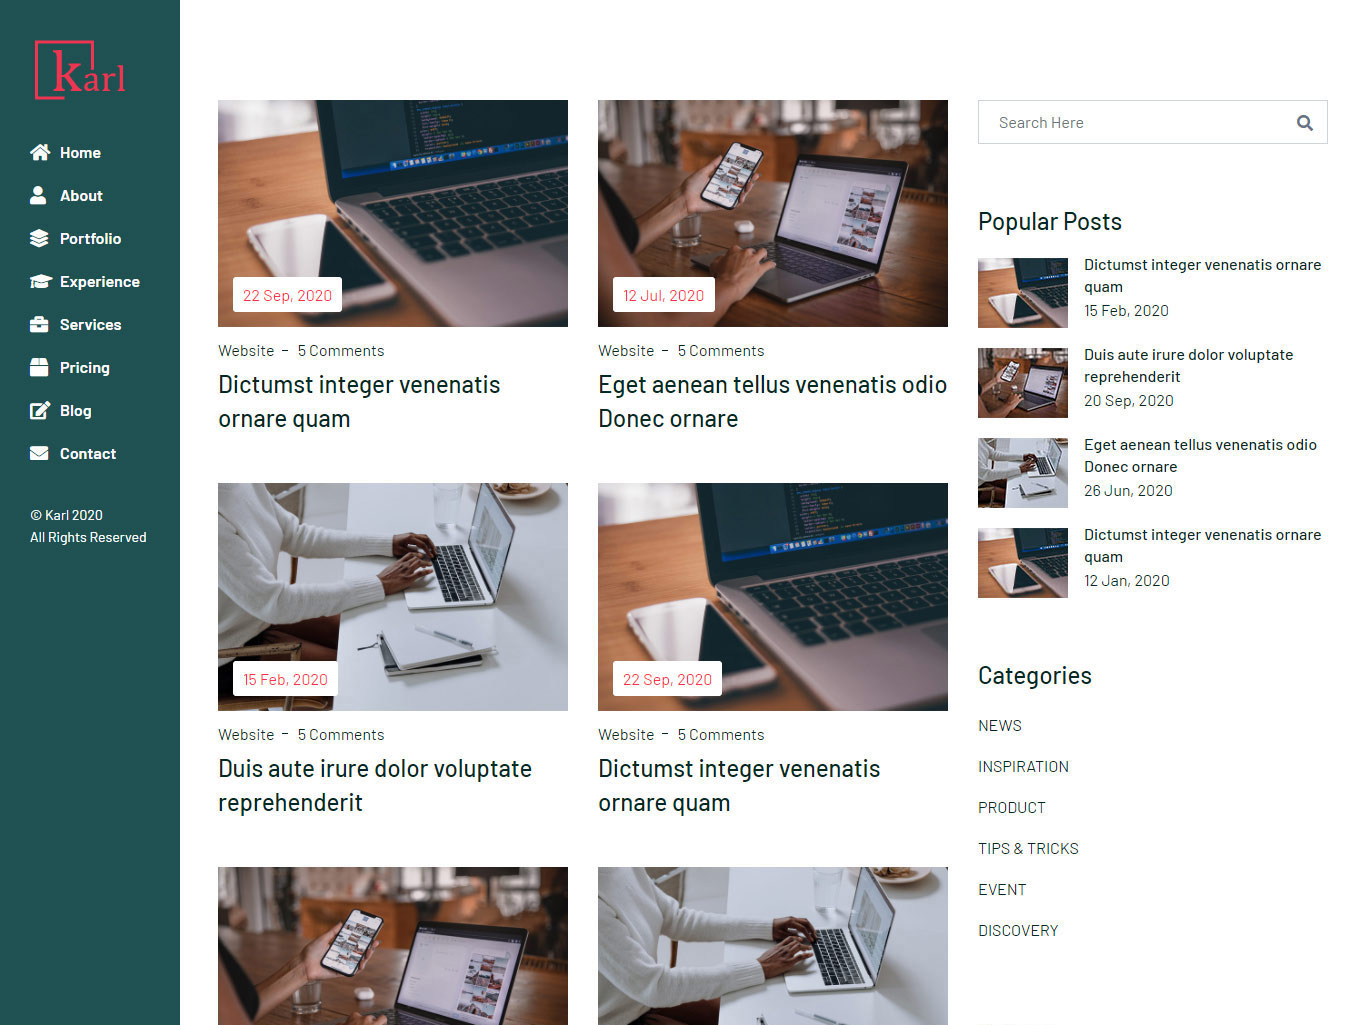 karl
Home
About
Portfolio
Experience
Services
Pricing
Blog
Contact
© Karl 2020
All Rights Reserved
22 Sep, 2020
Website - 5 Comments
Dictumst integer venenatis
ornare quam
12 Jul, 2020
Website - 5 Comments
Eget aenean tellus venenatis odio
Donec ornare
15 Feb, 2020
Website - 5 Comments
Duis aute irure dolor voluptate
reprehenderit
22 Sep, 2020
Website - 5 Comments
Dictumst integer venenatis
ornare quam
Search Here
Popular Posts
Dictumst integer venenatis ornare
quam
15 Feb, 2020
Duis aute irure dolor voluptate
reprehenderit
20 Sep, 2020
Eget aenean tellus venenatis odio
Donec ornare
26 Jun, 2020
Dictumst integer venenatis ornare
quam
12 Jan, 2020
Categories
NEWS
INSPIRATION
PRODUCT
TIPS & TRICKS
EVENT
DISCOVERY